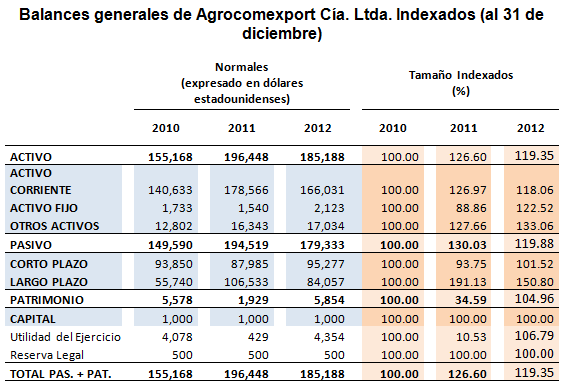 Balances generales de Agrocomexport Cía. Ltda. Indexados (al 31 de
diciembre)
Normales
(expresado en dólares
estadounidenses)
Tamaño Indexados
(%)
2010 2011 2012 2010 2011 2012
ACTIVO 155,168 196,448 185,188 100.00 126.60 119.35
ACTIVO
CORRIENTE 140,633 178,566 166,031 100.00 126.97 118.06
ACTIVO FIJO 1,733 1,540 2,123 100.00 88.86 122.52
OTROS ACTIVOS 12,802 16,343 17,034 100.00 127.66 133.06
PASIVO 149,590 194,519 179,333 100.00 130.03 119.88
CORTO PLAZO 93,850 87,985 95,277 100.00 93.75 101.52
LARGO PLAZO 55,740 106,533 84,057 100.00 191.13 150.80
PATRIMONIO 5,578 1,929 5,854 100.00 34.59 104.96
CAPITAL 1,000 1,000 1,000 100.00 100.00 100.00
Utilidad del Ejercicio 4,078 429 4,354 100.00 10.53 106.79
Reserva Legal 500 500 500 100.00 100.00 100.00
TOTAL PAS. + PAT. 155,168 196,448 185,188 100.00 126.60 119.35